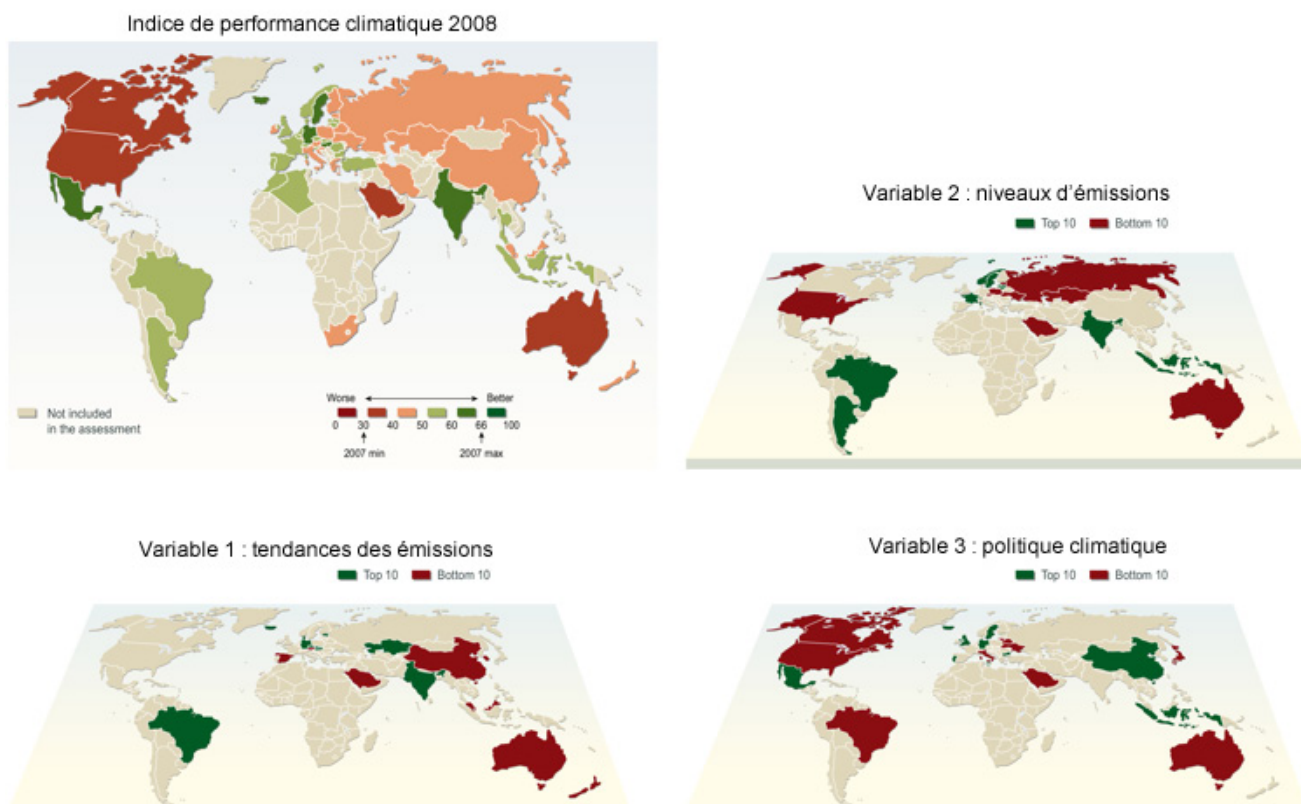 Indice de performance climatique 2008
Not included
in the assessment
Worse Better
0 30 40 50 60 66 100
2007 min 2007 max
Variable 2 : niveaux d'émissions
Top 10 Bottom 10
Variable 1 : tendances des émissions
Top 10 Bottom 10
Variable 3 : politique climatique
Top 10 Bottom 10